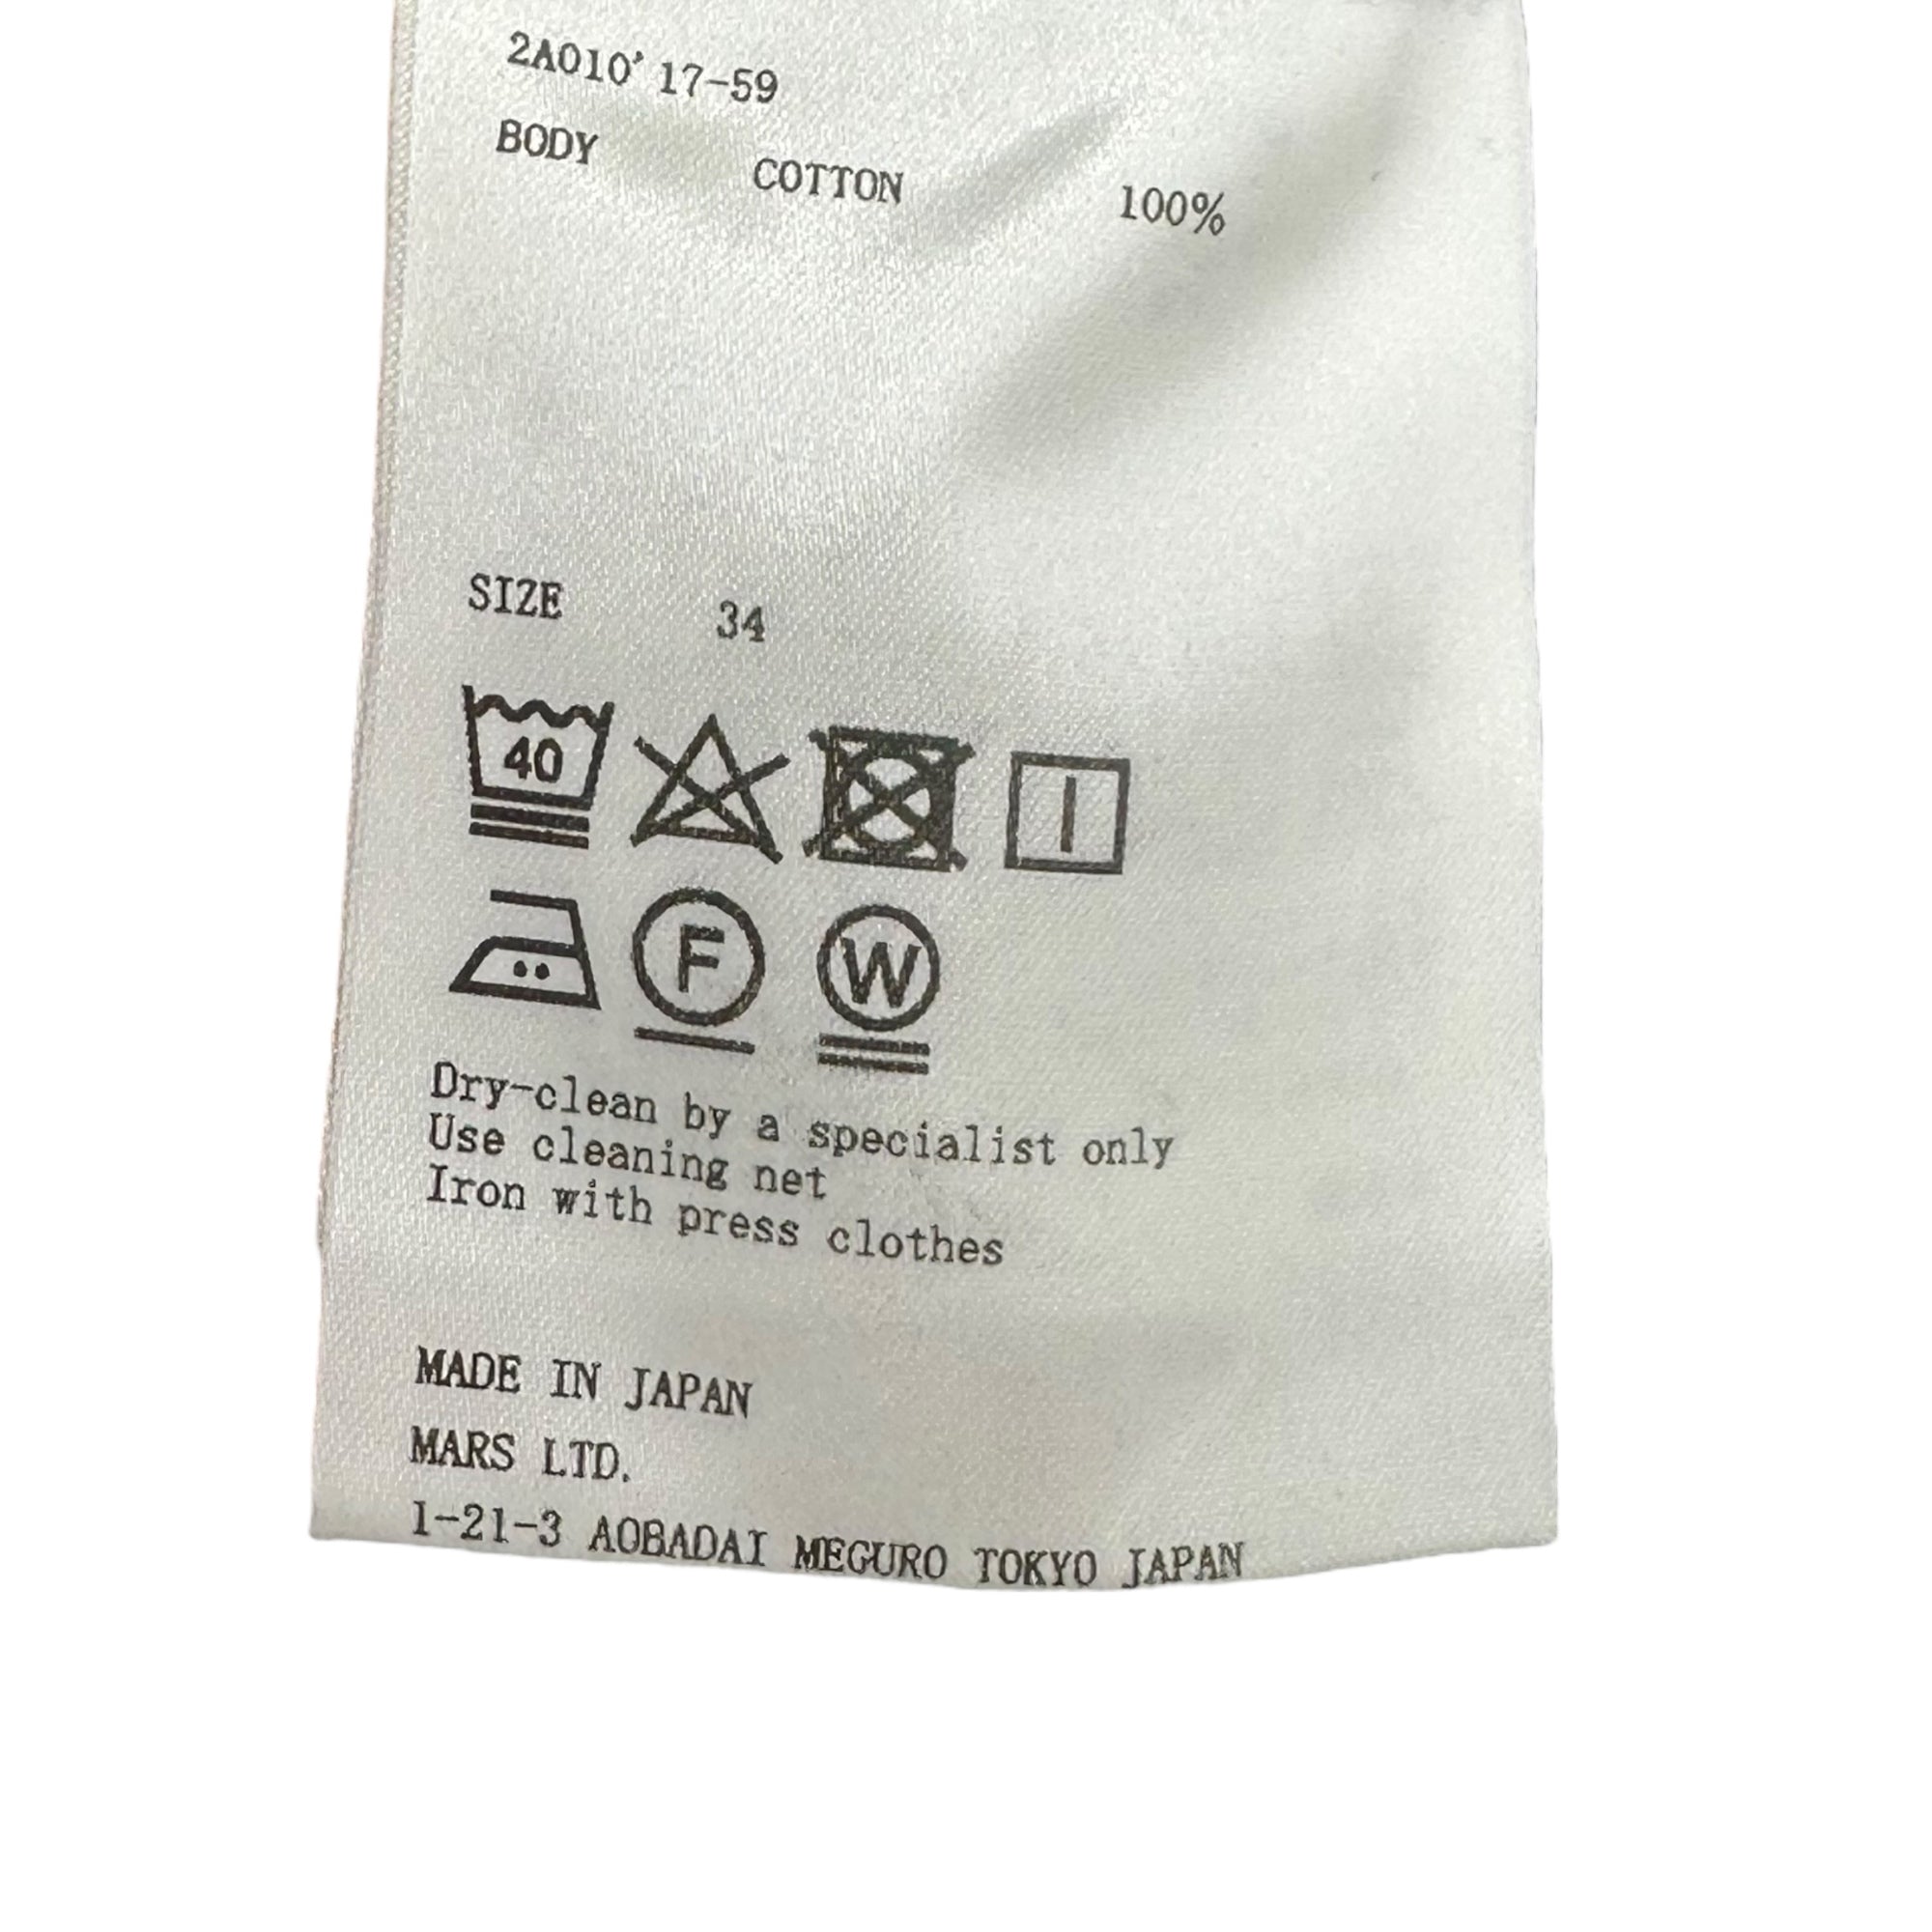 2A010' 17-59
BODY COTTON 100%
SIZE 34
40
F W
Dry-clean by a specialist only
Use cleaning net
Iron with press clothes
MADE IN JAPAN
MARS LTD.
1-21-3 AOBADAI MEGURO TOKYO JAPAN